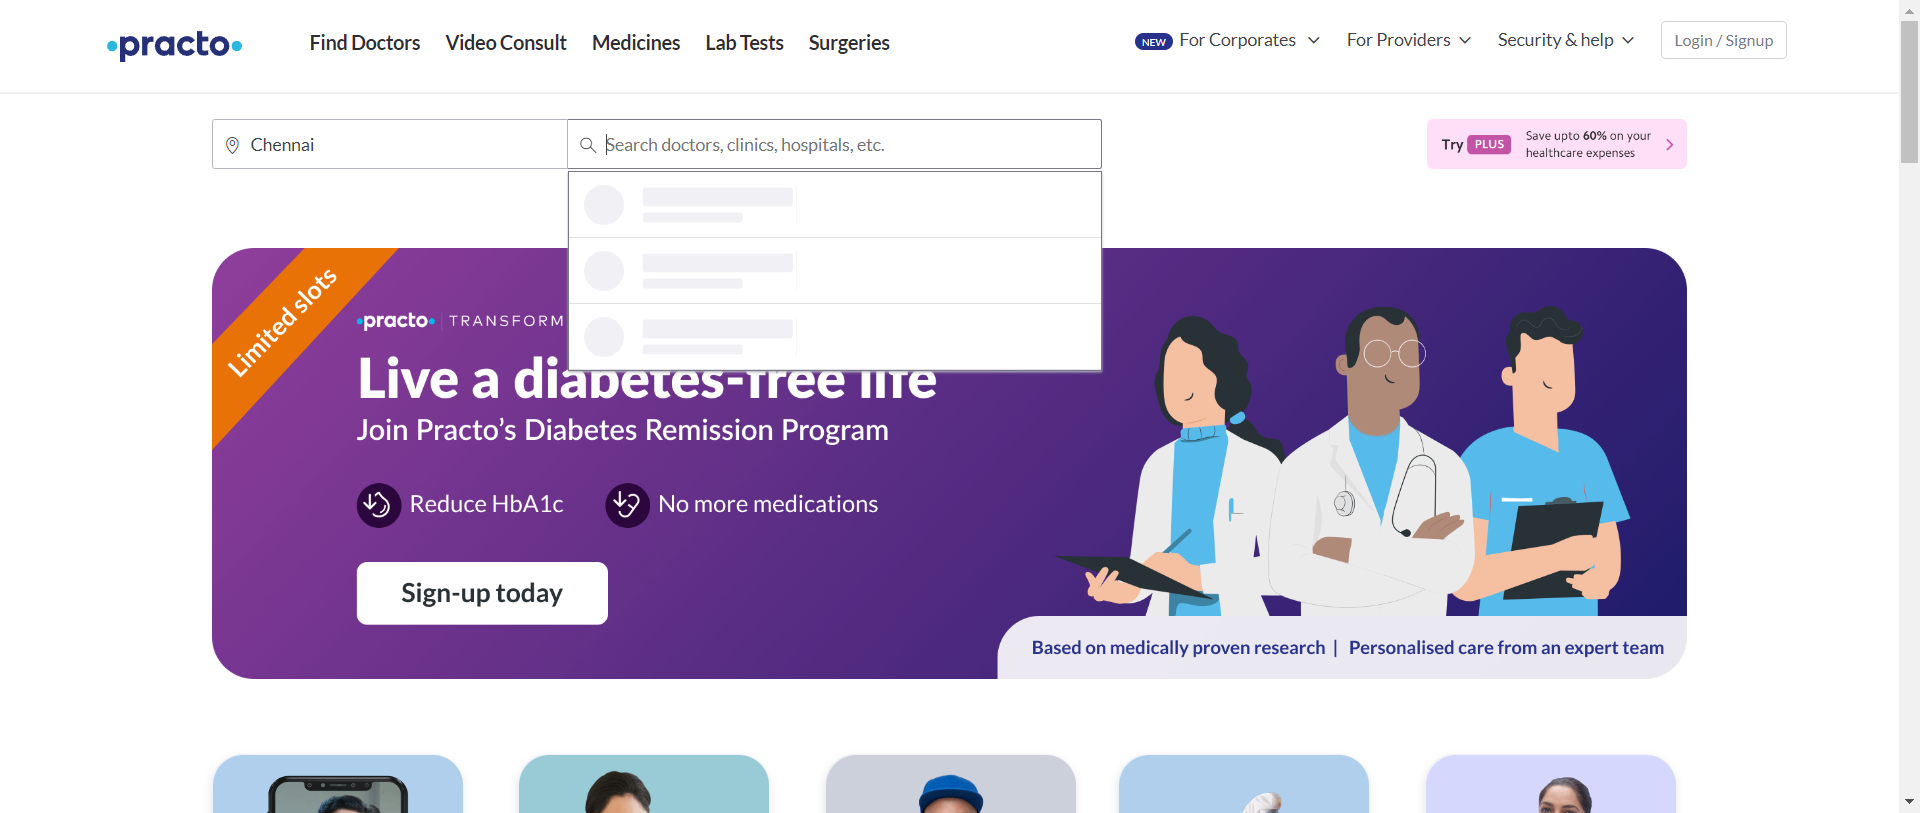 practo
Find Doctors
Video Consult
Medicines
Lab Tests
Surgeries
NEW For Corporates
For Providers
Security & help
Login / Signup
Chennai
Search doctors, clinics, hospitals, etc.
Try PLUS
Save upto 60% on your
healthcare expenses
Limited slots
practo | TRANSFORM
Live a diabetes-free life
Join Practo's Diabetes Remission Program
Reduce HbA1c
No more medications
Sign-up today
Based on medically proven research | Personalised care from an expert team